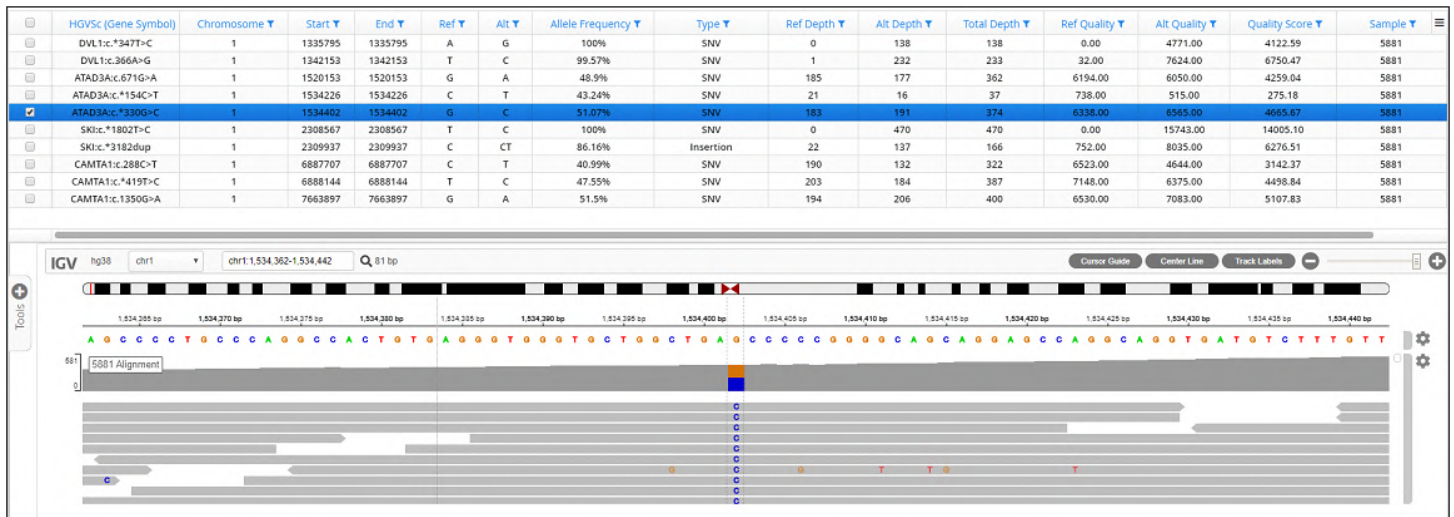 HGVSc (Gene Symbol) Chromosome Start End Ref Alt Allele Frequency Type Ref Depth Alt Depth Total Depth Ref Quality Alt Quality Quality Score Sample
DVL1:c.*347T>C 1 1335795 1335795 A G 100% SNV 0 138 138 0.00 4771.00 4122.59 5881
DVL1:c.366A>G 1 1342153 1342153 T C 99.57% SNV 1 232 233 32.00 7624.00 6750.47 5881
ATAD3A:c.671G>A 1 1520153 1520153 G A 48.9% SNV 185 177 362 6194.00 6050.00 4259.04 5881
ATAD3A:c.*154C>T 1 1534226 1534226 C T 43.24% SNV 21 16 37 738.00 515.00 275.18 5881
ATAD3A:c.*330G>C 1 1534402 1534402 G C 51.07% SNV 183 191 374 6338.00 6565.00 4665.67 5881
SKI:c.*1802T>C 1 2308567 2308567 T C 100% SNV 0 470 470 0.00 15743.00 14005.10 5881
SKI:c.*3182dup 1 2309937 2309937 C CT 86.16% Insertion 22 137 166 752.00 8035.00 6276.51 5881
CAMTA1:c.288C>T 1 6887707 6887707 C T 40.99% SNV 190 132 322 6523.00 4644.00 3142.37 5881
CAMTA1:c.*419T>C 1 6888144 6888144 T C 47.55% SNV 203 184 387 7148.00 6375.00 4498.84 5881
CAMTA1:c.1350G>A 1 7663897 7663897 G A 51.5% SNV 194 206 400 6530.00 7083.00 5107.83 5881
IGV hg38 chr1 chr1:1,534,362-1,534,442 81 bp Cursor Guide Center Line Track Labels
Tools
1,534,365 bp 1,534,370 bp 1,534,375 bp 1,534,380 bp 1,534,385 bp 1,534,390 bp 1,534,395 bp 1,534,400 bp 1,534,405 bp 1,534,410 bp 1,534,415 bp 1,534,420 bp 1,534,425 bp 1,534,430 bp 1,534,435 bp 1,534,440 bp
A G C C C C T G C C C A G G C C A C T G T G A G G G T G G G T G C T G G C T G A G C C C C C G G G G C A G C A G G A G C C A G G C A G G T G A T G T C T T T G T T
581
5881 Alignment
0
C
C
C
C
C
C
G C G T T G T
C C
C
C